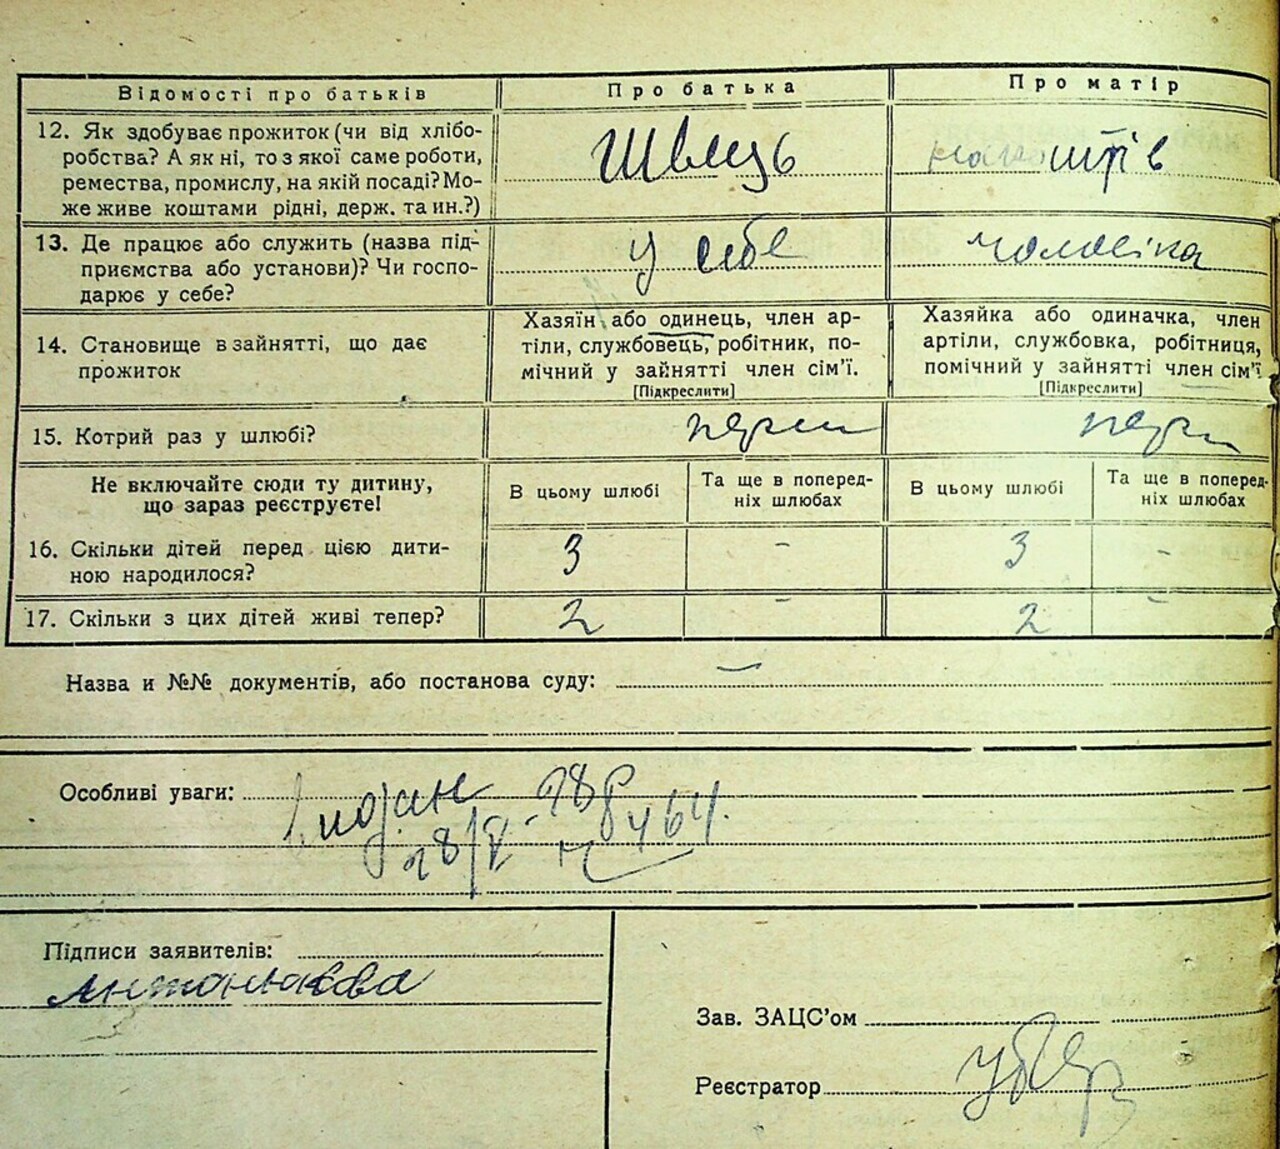 Відомості про батьків Про батька Про матір
12. Як здобуває прожиток (чи від хлібо-
робства? А як ні, то з якої саме роботи,
ремества, промислу, на якій посаді? Мо-
же живе коштами рідні, держ. та ин.?)
Швець
коштів
13. Де працює або служить (назва під-
приємства або установи)? Чи госпо-
дарює у себе?
у себе
чоловіка
14. Становище в зайнятті, що дає
прожиток
Хазяїн або одинець, член ар-
тіли, службовець, робітник, по-
мічний у зайнятті член сім'ї.
[Підкреслити]
Хазяйка або одиначка, член
артіли, службовка, робітниця,
помічний у зайнятті член сім'ї.
[Підкреслити]
15. Котрий раз у шлюбі?
перш
перш
Не включайте сюди ту дитину,
що зараз реєструєте!
В цьому шлюбі
Та ще в поперед-
ніх шлюбах
В цьому шлюбі
Та ще в поперед-
ніх шлюбах
16. Скільки дітей перед цією дити-
ною народилося?
3 - 3 -
17. Скільки з цих дітей живі тепер?
2 - 2 -
Назва и №№ документів, або постанова суду: —
Особливі уваги:
28/V
Підписи заявителів:
Зав. ЗАЦС'ом
Реєстратор